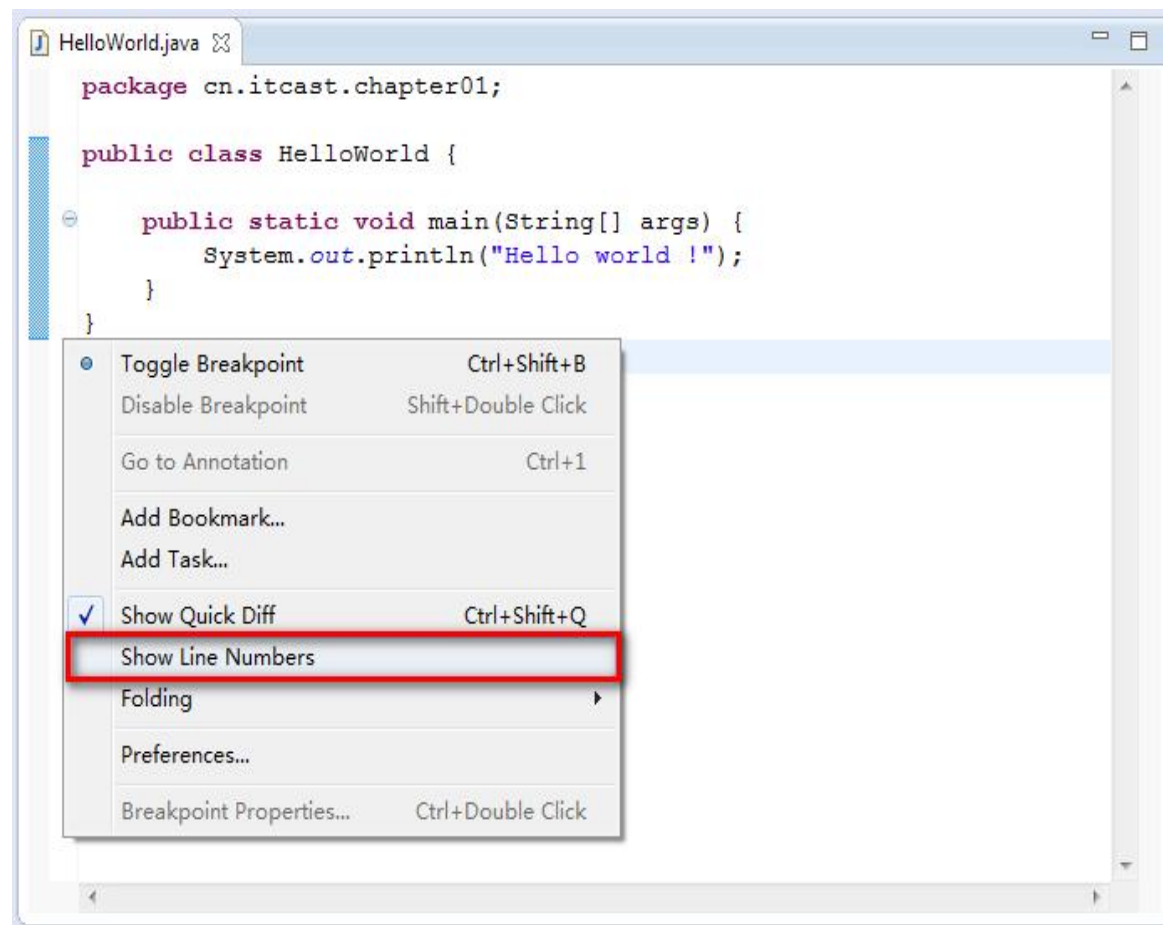 HelloWorld.java
package cn.itcast.chapter01;
public class HelloWorld {
public static void main(String[] args) {
System.out.println("Hello world !");
}
}
Toggle Breakpoint Ctrl+Shift+B
Disable Breakpoint Shift+Double Click
Go to Annotation Ctrl+1
Add Bookmark...
Add Task...
Show Quick Diff Ctrl+Shift+Q
Show Line Numbers
Folding
Preferences...
Breakpoint Properties... Ctrl+Double Click